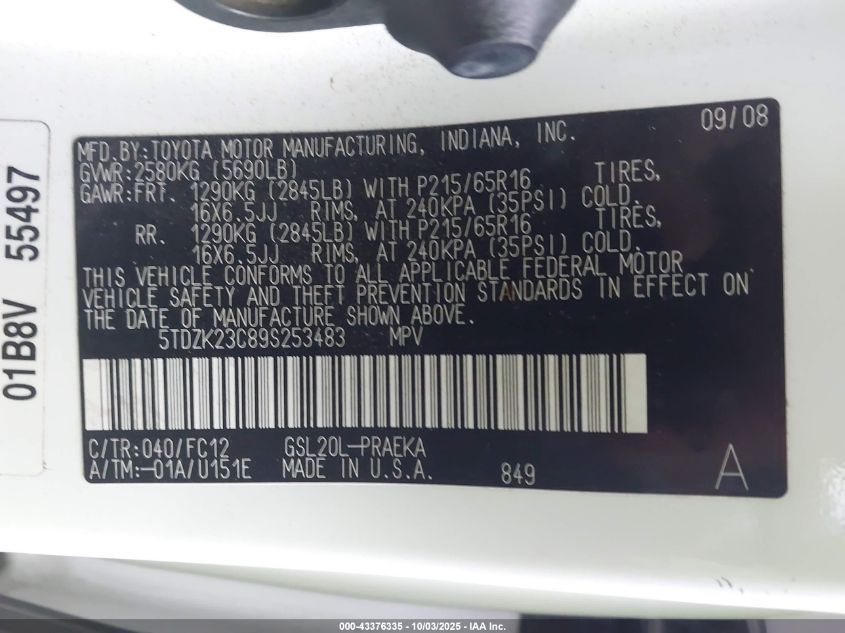 01B8V 55497
09/08
MFD.BY:TOYOTA MOTOR MANUFACTURING, INDIANA, INC.
GVWR:2580KG (5690LB)
GAWR:FRT. 1290KG (2845LB) WITH P215/65R16 TIRES,
16X6.5JJ RIMS, AT 240KPA (35PSI) COLD.
RR. 1290KG (2845LB) WITH P215/65R16 TIRES,
16X6.5JJ RIMS, AT 240KPA (35PSI) COLD.
THIS VEHICLE CONFORMS TO ALL APPLICABLE FEDERAL MOTOR
VEHICLE SAFETY AND THEFT PREVENTION STANDARDS IN EFFECT ON
THE DATE OF MANUFACTURE SHOWN ABOVE.
5TDZK23C89S253483 MPV
C/TR:040/FC12 GSL20L-PRAEKA
A/TM:-01A/U151E MADE IN U.S.A. 849 A
000-43376335 - 10/03/2025 - IAA Inc.